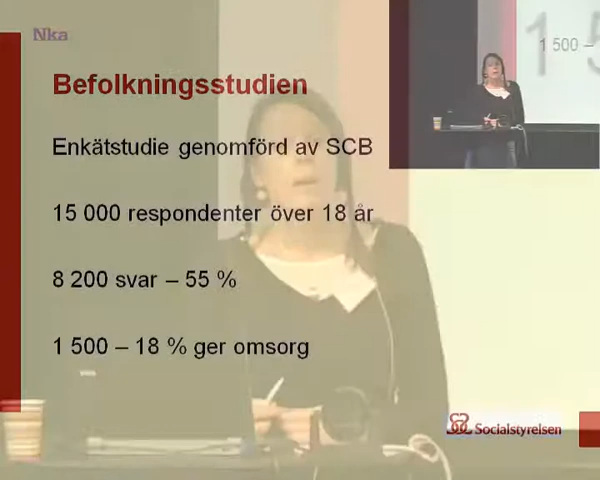 Nka
1 500 –
Befolkningsstudien
Enkätstudie genomförd av SCB
15 000 respondenter över 18 år
8 200 svar – 55 %
1 500 – 18 % ger omsorg
Socialstyrelsen